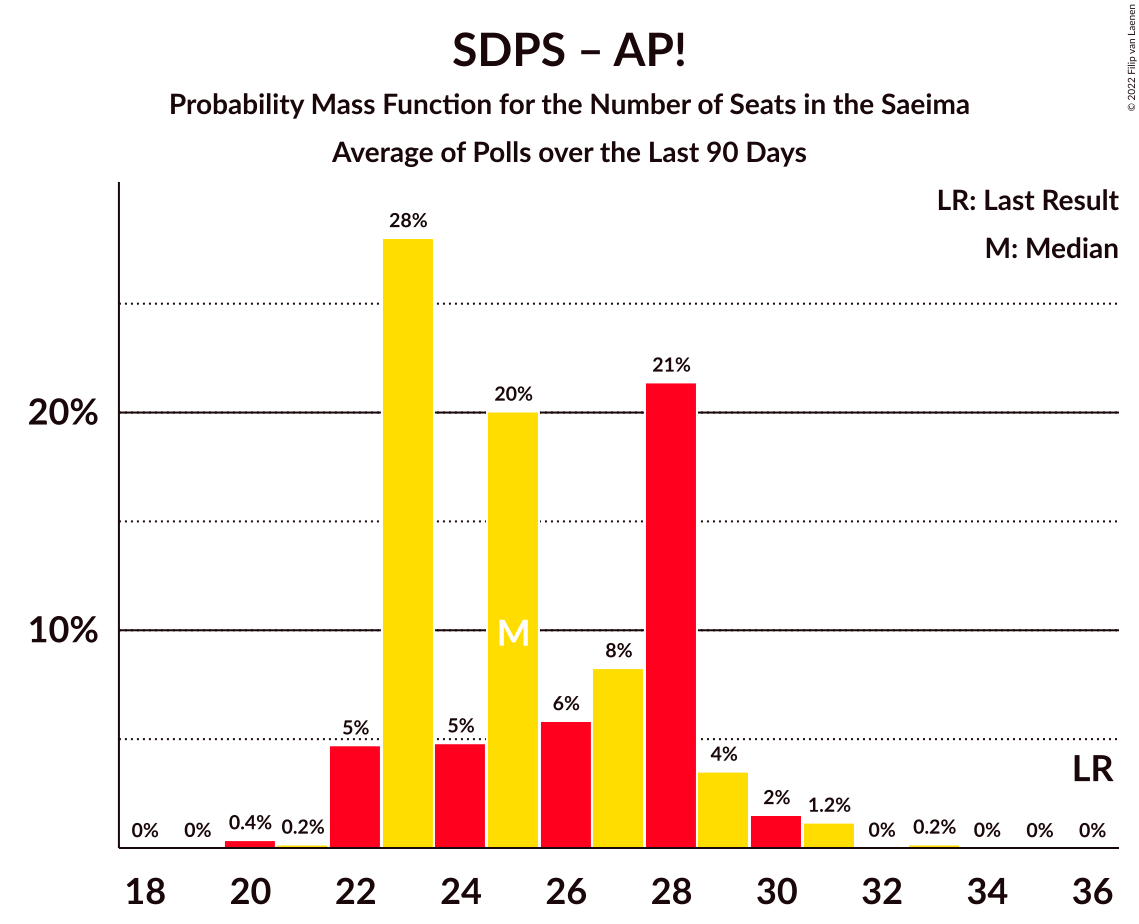 SDPS – AP!
Probability Mass Function for the Number of Seats in the Saeima
Average of Polls over the Last 90 Days
© 2022 Filip van Laenen
LR: Last Result
M: Median
28%
21%
20%
20%
M
10%
8%
6%
5%
5%
4%
LR
2%
1.2%
0%
0%
0.4%
0.2%
0%
0.2%
0%
0%
0%
18 20 22 24 26 28 30 32 34 36